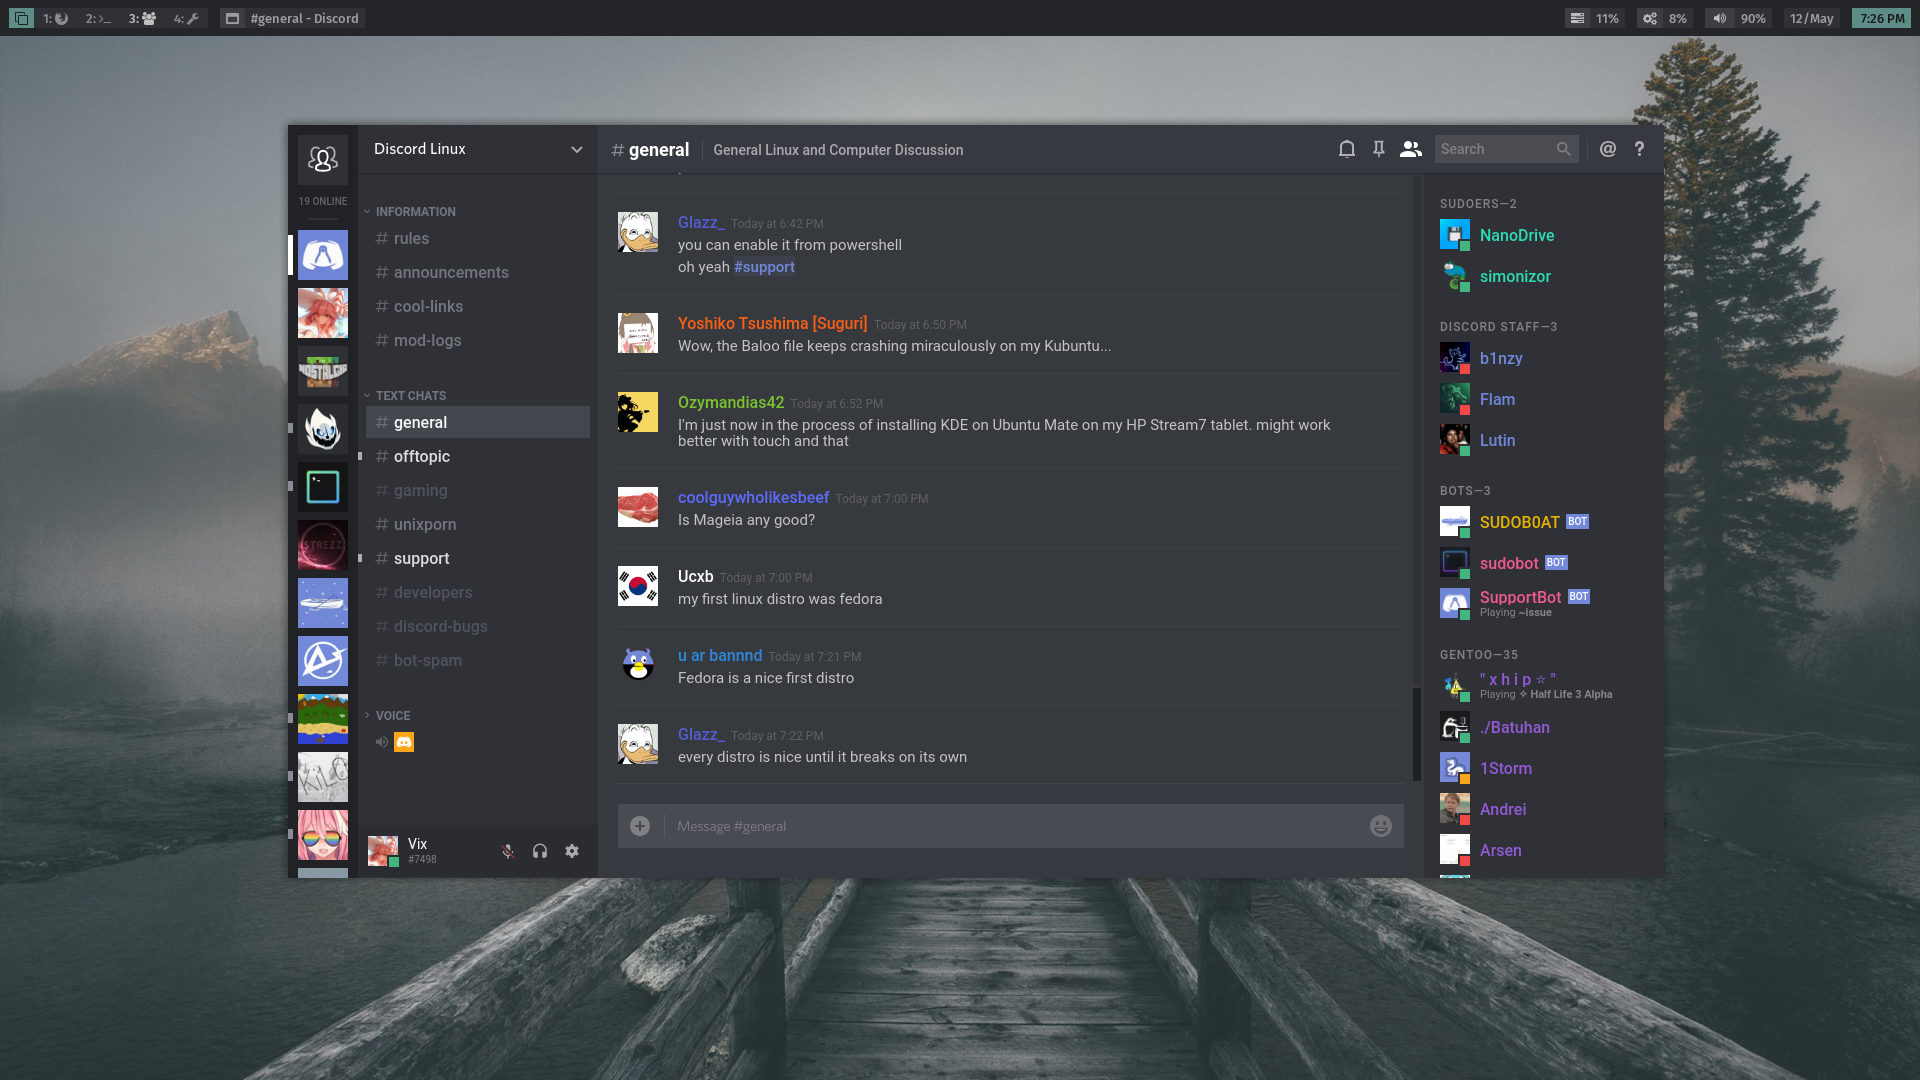 1:
2: >_
3:
4:
#general - Discord
11%
8%
90%
12/May
7:26 PM
19 ONLINE
NOSTALGIA
STREZZ
Discord Linux
INFORMATION
# rules
# announcements
# cool-links
# mod-logs
TEXT CHATS
# general
# offtopic
# gaming
# unixporn
# support
# developers
# discord-bugs
# bot-spam
VOICE
Vix
#7498
# general
General Linux and Computer Discussion
Search
@
?
Glazz_ Today at 6:42 PM
you can enable it from powershell
oh yeah #support
Yoshiko Tsushima [Suguri] Today at 6:50 PM
Wow, the Baloo file keeps crashing miraculously on my Kubuntu...
Ozymandias42 Today at 6:52 PM
I'm just now in the process of installing KDE on Ubuntu Mate on my HP Stream7 tablet. might work
better with touch and that
coolguywholikesbeef Today at 7:00 PM
Is Mageia any good?
Ucxb Today at 7:00 PM
my first linux distro was fedora
u ar bannnd Today at 7:21 PM
Fedora is a nice first distro
Glazz_ Today at 7:22 PM
every distro is nice until it breaks on its own
Message #general
SUDOERS—2
NanoDrive
simonizor
DISCORD STAFF—3
b1nzy
Flam
Lutin
BOTS—3
SUDOB0AT BOT
sudobot BOT
SupportBot BOT
Playing ~issue
GENTOO—35
" x h i p ☆ "
Playing ✧ Half Life 3 Alpha
./Batuhan
1Storm
Andrei
Arsen